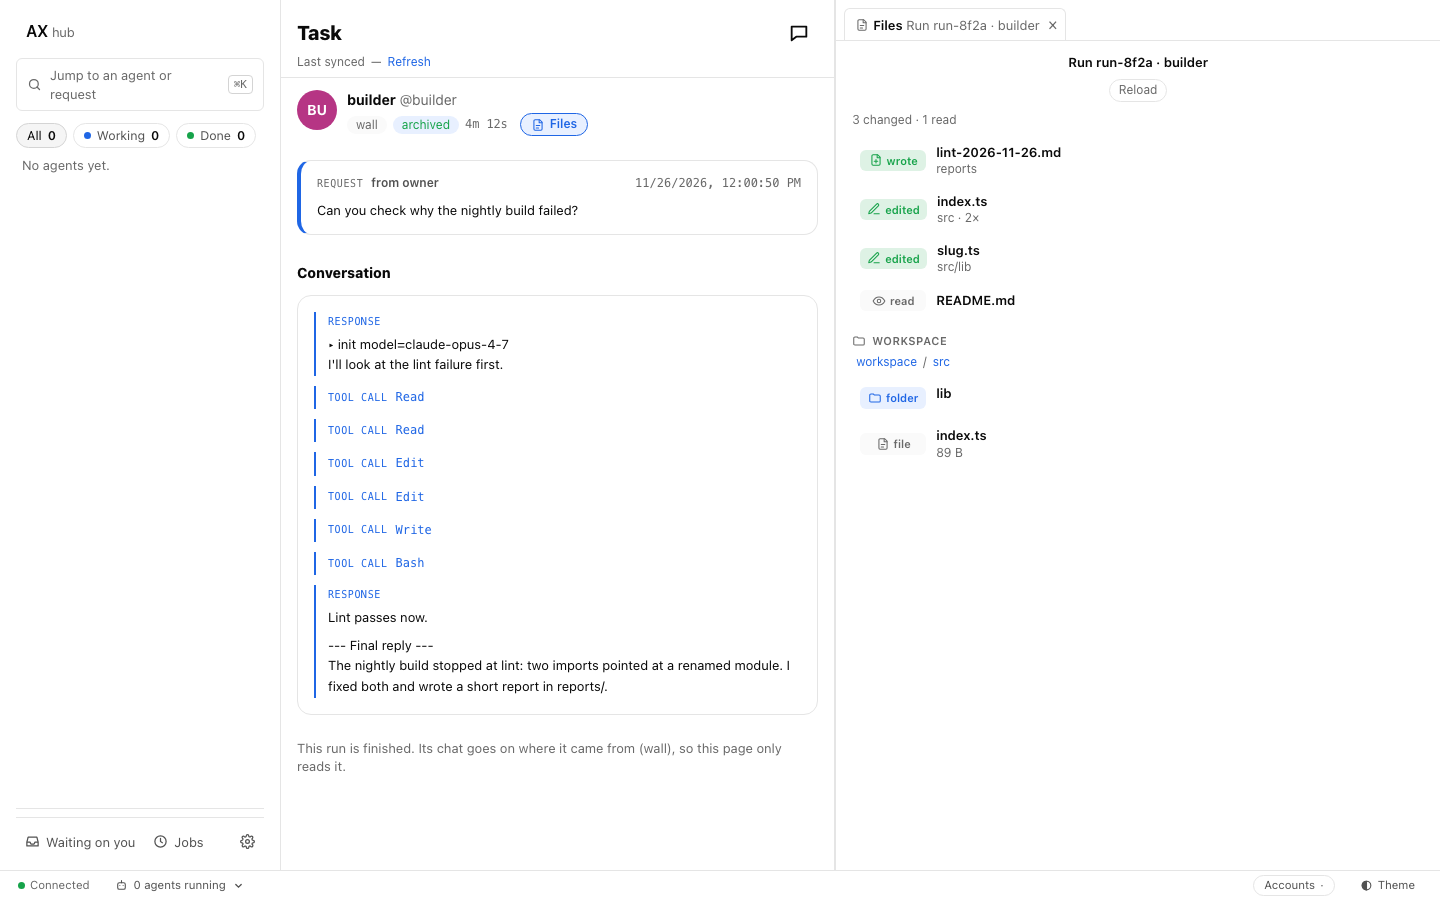 AX hub
Jump to an agent or
request
⌘K
All 0
Working 0
Done 0
No agents yet.
Waiting on you
Jobs
Task
Last synced — Refresh
BU
builder @builder
wall
archived
4m 12s
Files
REQUEST from owner
11/26/2026, 12:00:50 PM
Can you check why the nightly build failed?
Conversation
RESPONSE
▸ init model=claude-opus-4-7
I'll look at the lint failure first.
TOOL CALL Read
TOOL CALL Read
TOOL CALL Edit
TOOL CALL Edit
TOOL CALL Write
TOOL CALL Bash
RESPONSE
Lint passes now.
--- Final reply ---
The nightly build stopped at lint: two imports pointed at a renamed module. I
fixed both and wrote a short report in reports/.
This run is finished. Its chat goes on where it came from (wall), so this page only
reads it.
Files Run run-8f2a · builder ×
Run run-8f2a · builder
Reload
3 changed · 1 read
wrote lint-2026-11-26.md
reports
edited index.ts
src · 2×
edited slug.ts
src/lib
read README.md
WORKSPACE
workspace / src
folder lib
file index.ts
89 B
Connected
0 agents running
Accounts ·
Theme